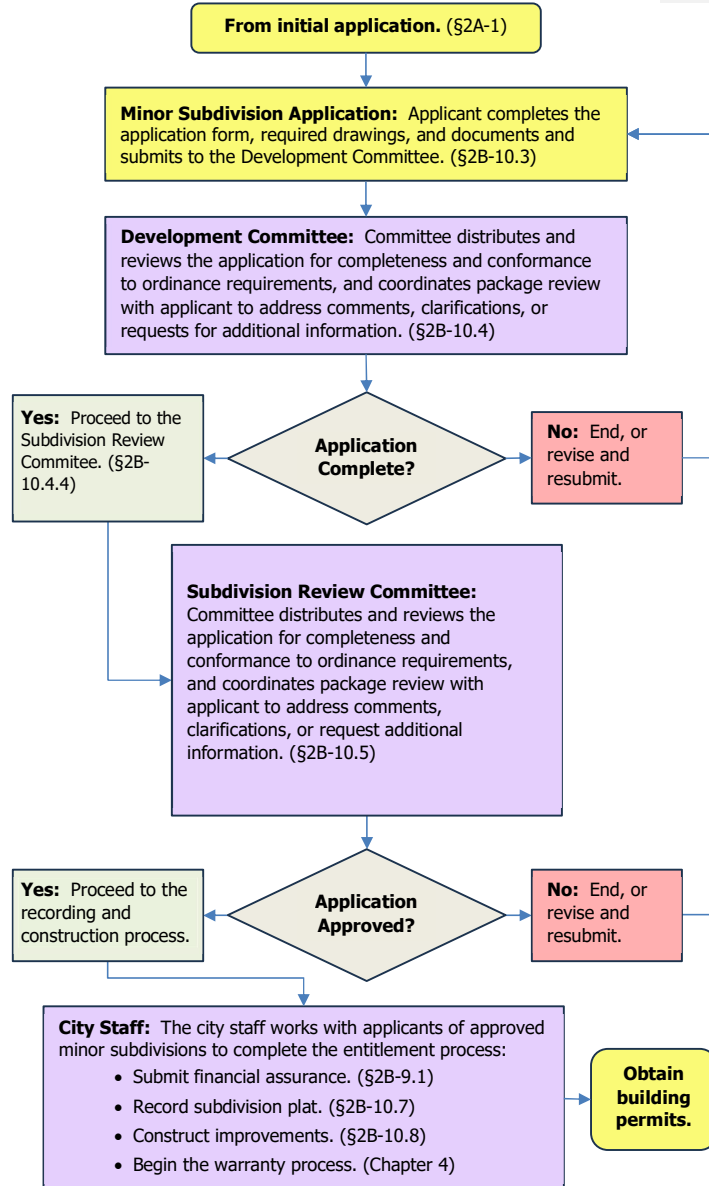 From initial application. (§2A-1)
Minor Subdivision Application: Applicant completes the
application form, required drawings, and documents and
submits to the Development Committee. (§2B-10.3)
Development Committee: Committee distributes and
reviews the application for completeness and conformance
to ordinance requirements, and coordinates package review
with applicant to address comments, clarifications, or
requests for additional information. (§2B-10.4)
Yes: Proceed to the
Subdivision Review
Commitee. (§2B-
10.4.4)
Application
Complete?
No: End, or
revise and
resubmit.
Subdivision Review Committee:
Committee distributes and reviews the
application for completeness and
conformance to ordinance requirements,
and coordinates package review with
applicant to address comments,
clarifications, or request additional
information. (§2B-10.5)
Yes: Proceed to the
recording and
construction process.
Application
Approved?
No: End, or
revise and
resubmit.
City Staff: The city staff works with applicants of approved
minor subdivisions to complete the entitlement process:
• Submit financial assurance. (§2B-9.1)
• Record subdivision plat. (§2B-10.7)
• Construct improvements. (§2B-10.8)
• Begin the warranty process. (Chapter 4)
Obtain
building
permits.